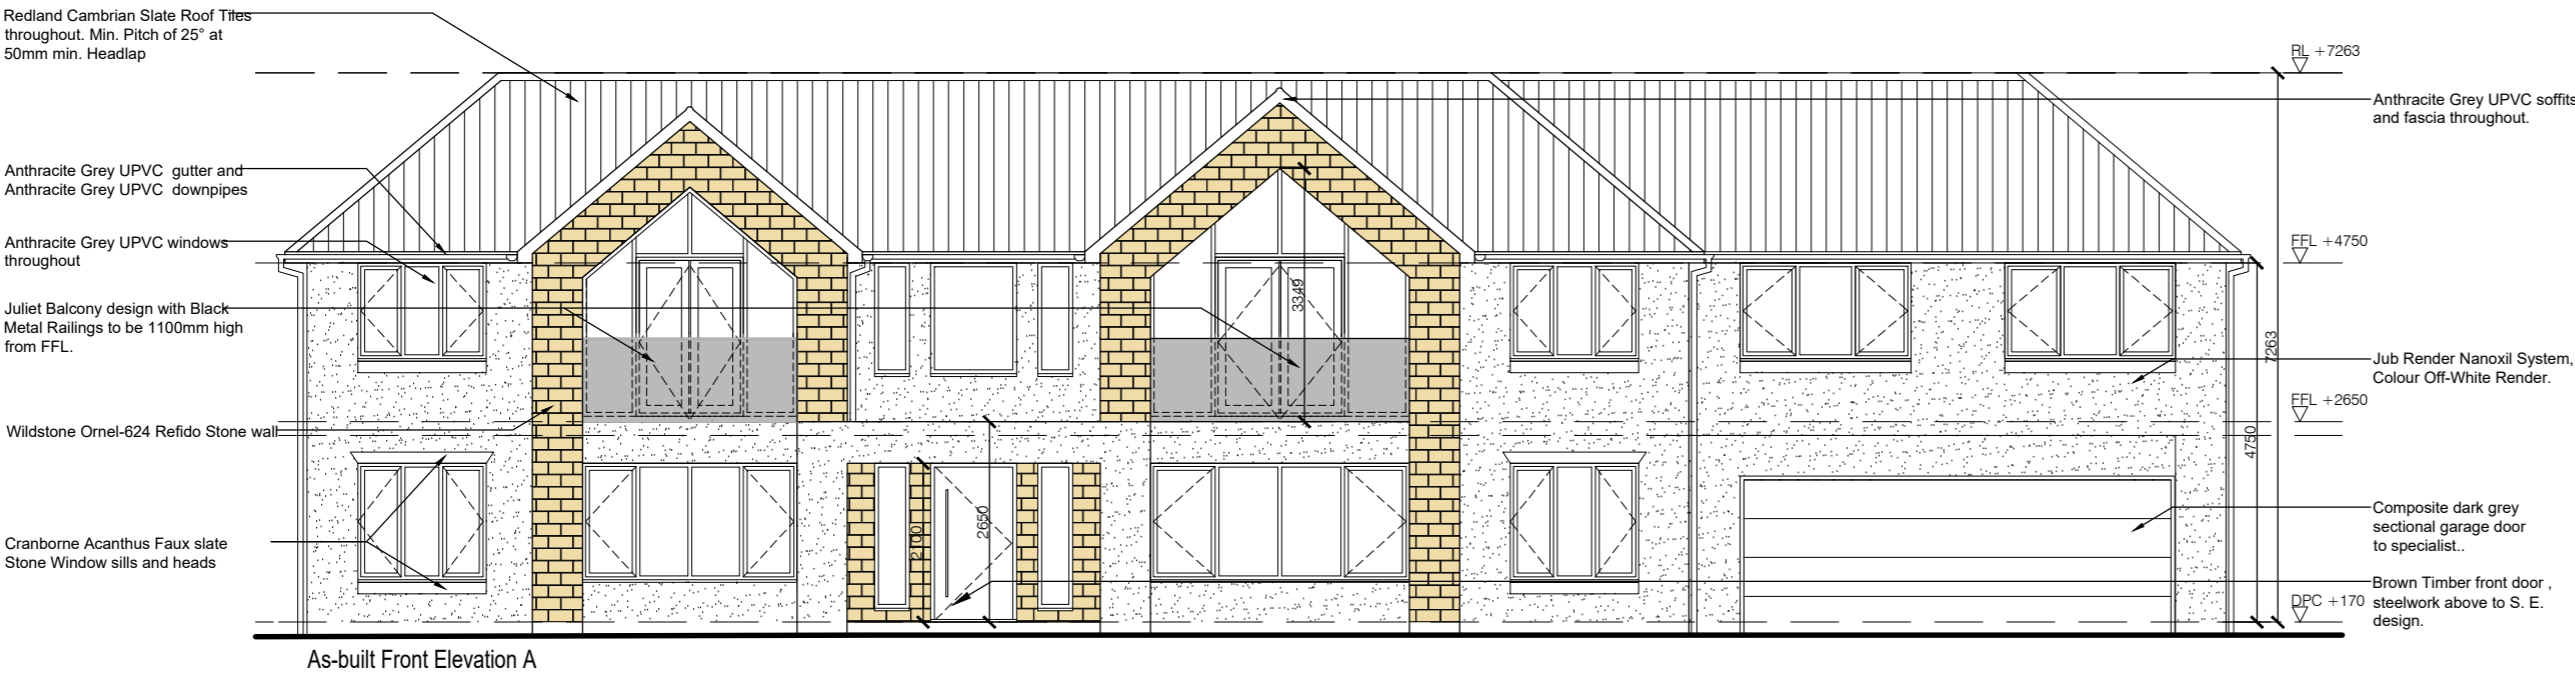 Redland Cambrian Slate Roof Tiles
throughout. Min. Pitch of 25° at
50mm min. Headlap
Anthracite Grey UPVC gutter and
Anthracite Grey UPVC downpipes
Anthracite Grey UPVC windows
throughout
Juliet Balcony design with Black
Metal Railings to be 1100mm high
from FFL.
Wildstone Ornel-624 Refido Stone wall
Cranborne Acanthus Faux slate
Stone Window sills and heads
3349
2100
2650
RL +7263
Anthracite Grey UPVC soffits
and fascia throughout.
FFL +4750
7263
Jub Render Nanoxil System,
Colour Off-White Render.
FFL +2650
4750
Composite dark grey
sectional garage door
to specialist..
Brown Timber front door ,
steelwork above to S. E.
design.
DPC +170
As-built Front Elevation A